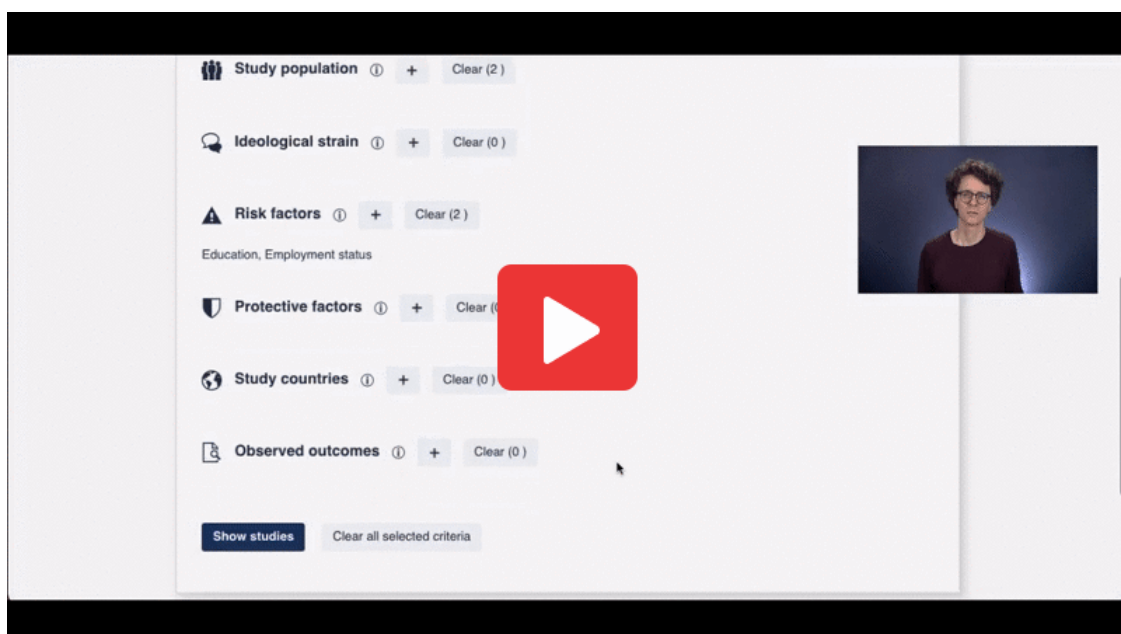 Study population ⓘ + Clear (2 )
Ideological strain ⓘ + Clear (0 )
Risk factors ⓘ + Clear (2 )
Education, Employment status
Protective factors ⓘ + Clear (
Study countries ⓘ + Clear (0 )
Observed outcomes ⓘ + Clear (0 )
Show studies Clear all selected criteria